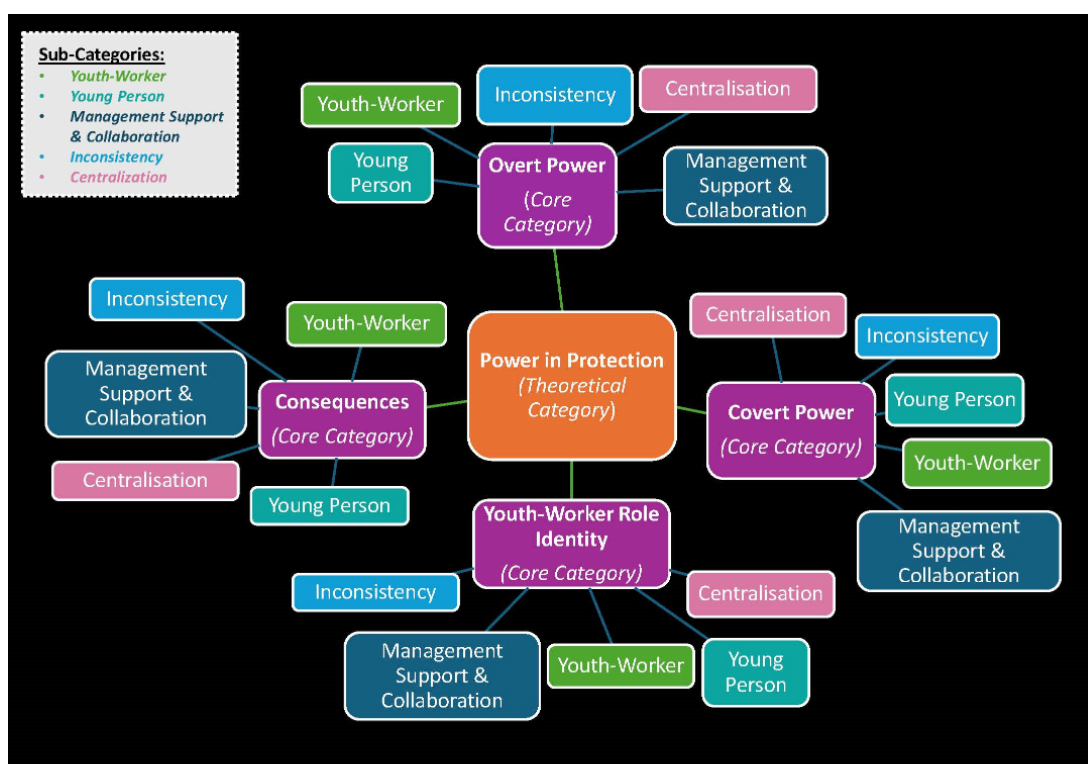 Sub-Categories:
• Youth-Worker
• Young Person
• Management Support
& Collaboration
• Inconsistency
• Centralization
Youth-Worker
Inconsistency
Centralisation
Young
Person
Overt Power
(Core
Category)
Management
Support &
Collaboration
Inconsistency
Youth-Worker
Management
Support &
Collaboration
Consequences
(Core Category)
Centralisation
Young Person
Power in Protection
(Theoretical
Category)
Centralisation
Inconsistency
Young Person
Covert Power
(Core Category)
Youth-Worker
Management
Support &
Collaboration
Youth-Worker Role
Identity
(Core Category)
Inconsistency
Centralisation
Management
Support &
Collaboration
Youth-Worker
Young
Person